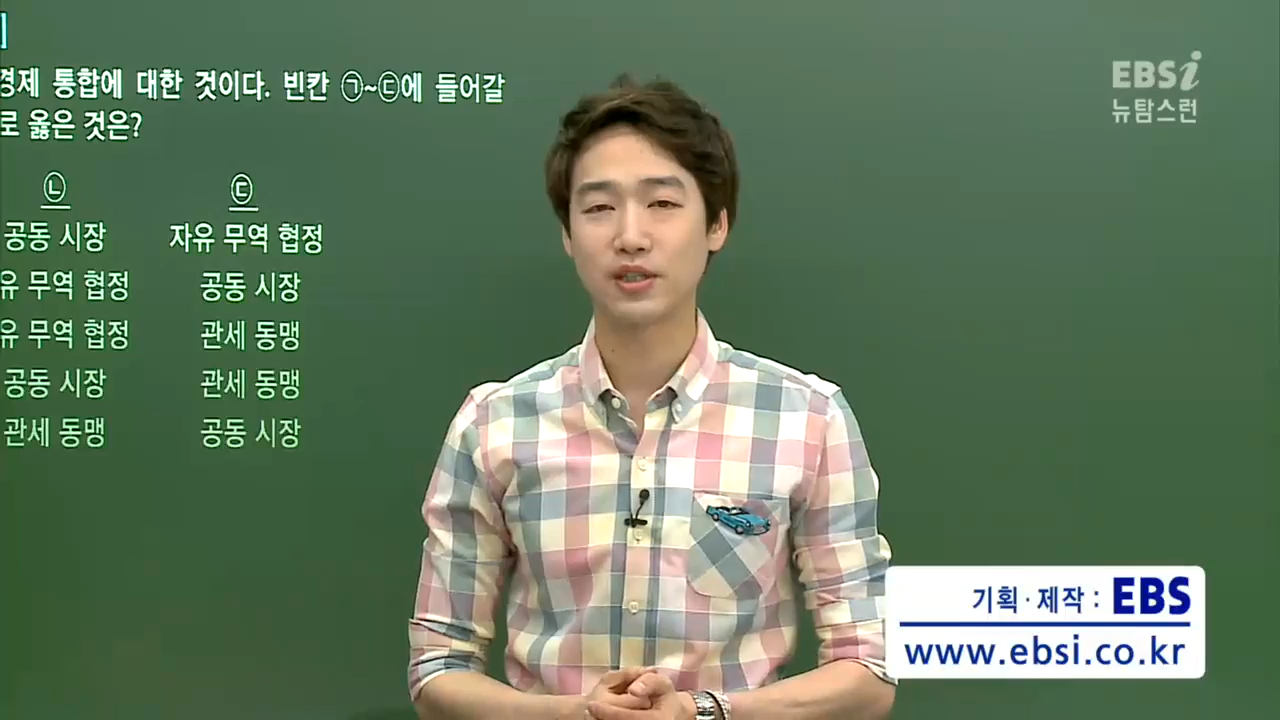 ]
경제 통합에 대한 것이다. 빈칸 ㉠~㉢에 들어갈
로 옳은 것은?
㉡ ㉢
공동 시장 자유 무역 협정
유 무역 협정 공동 시장
유 무역 협정 관세 동맹
공동 시장 관세 동맹
관세 동맹 공동 시장
EBSi
뉴탐스런
기획·제작 : EBS
www.ebsi.co.kr